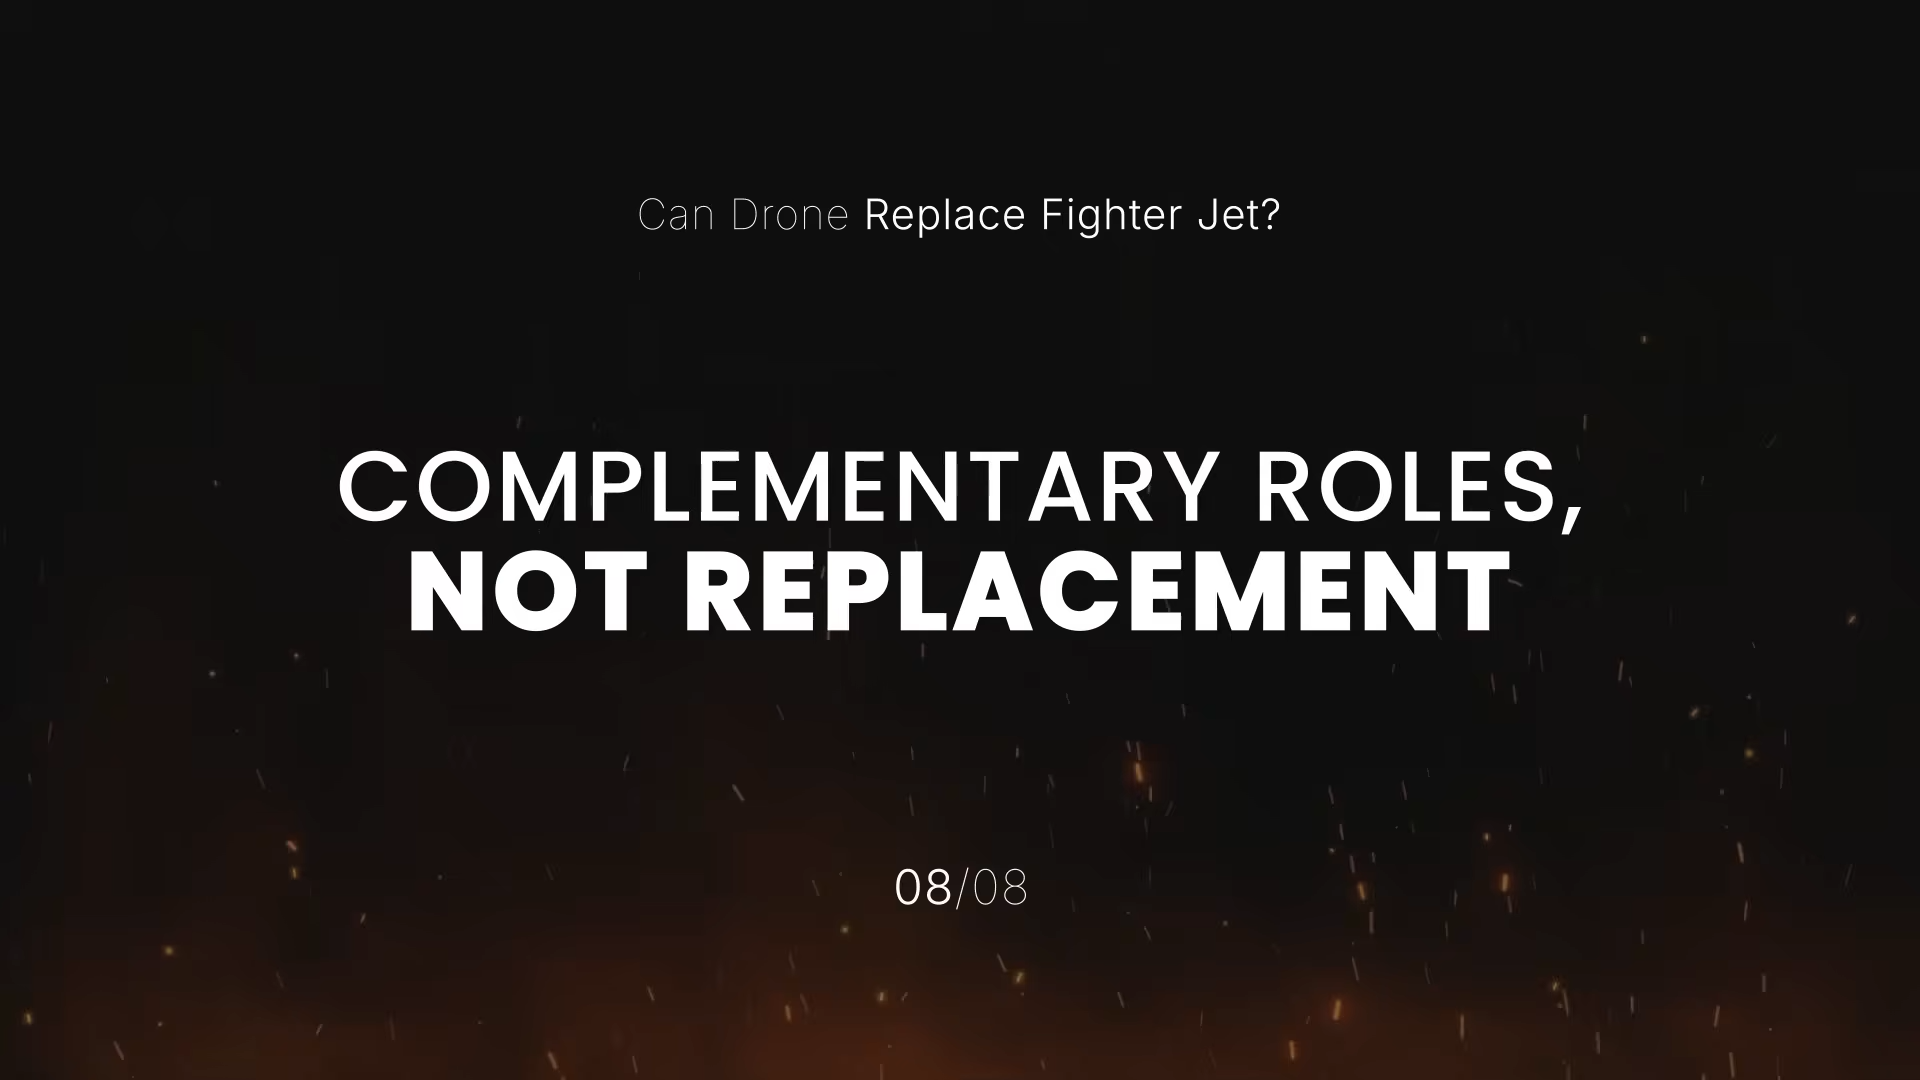 Can Drone Replace Fighter Jet?
COMPLEMENTARY ROLES,
NOT REPLACEMENT
08/08